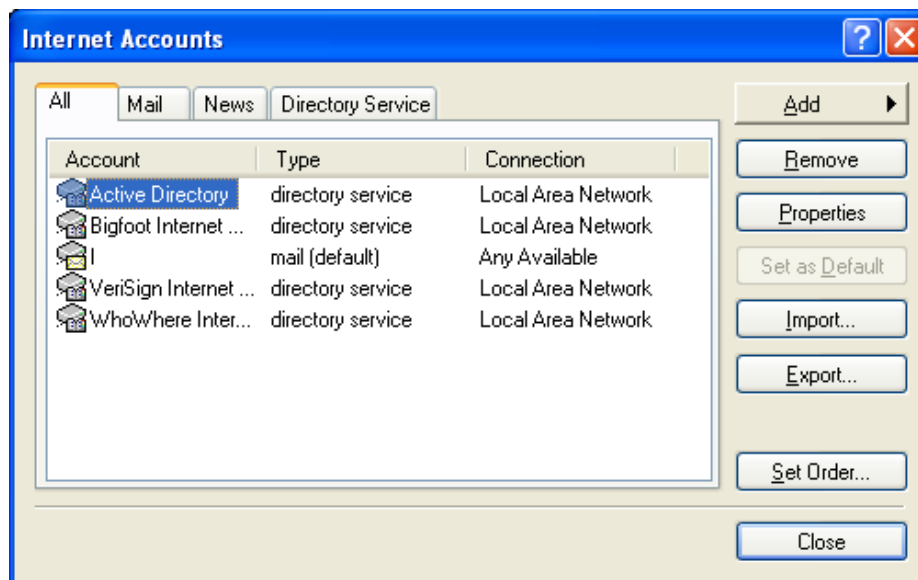 Internet Accounts
All Mail News Directory Service
Account Type Connection
Active Directory directory service Local Area Network
Bigfoot Internet ... directory service Local Area Network
I mail (default) Any Available
VeriSign Internet ... directory service Local Area Network
WhoWhere Inter... directory service Local Area Network
Add
Remove
Properties
Set as Default
Import...
Export...
Set Order...
Close